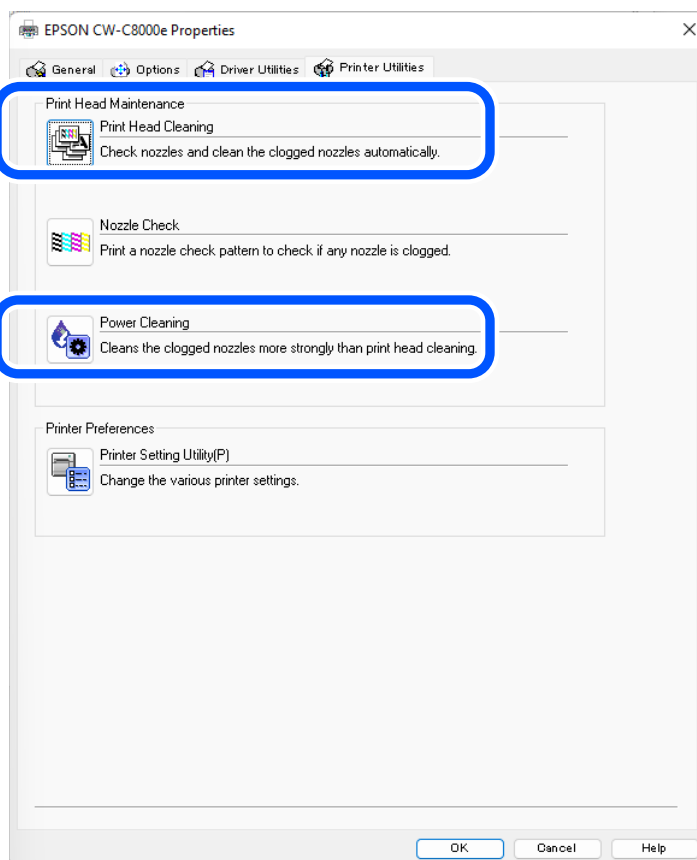 EPSON CW-C8000e Properties
General Options Driver Utilities Printer Utilities
Print Head Maintenance
Print Head Cleaning
Check nozzles and clean the clogged nozzles automatically.
Nozzle Check
Print a nozzle check pattern to check if any nozzle is clogged.
Power Cleaning
Cleans the clogged nozzles more strongly than print head cleaning.
Printer Preferences
Printer Setting Utility(P)
Change the various printer settings.
OK Cancel Help